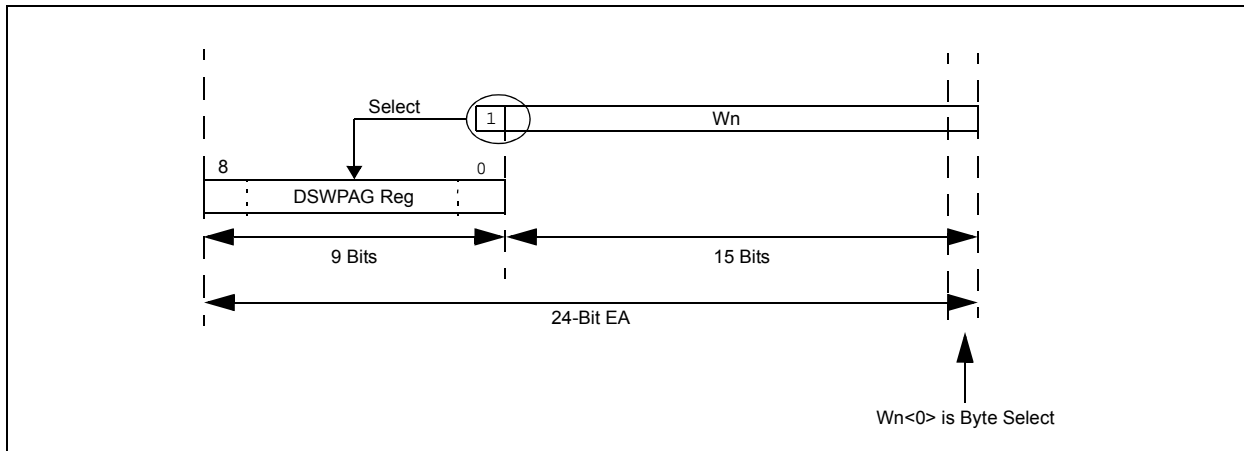 Select
1
Wn
8
0
DSWPAG Reg
9 Bits
15 Bits
24-Bit EA
Wn<0> is Byte Select